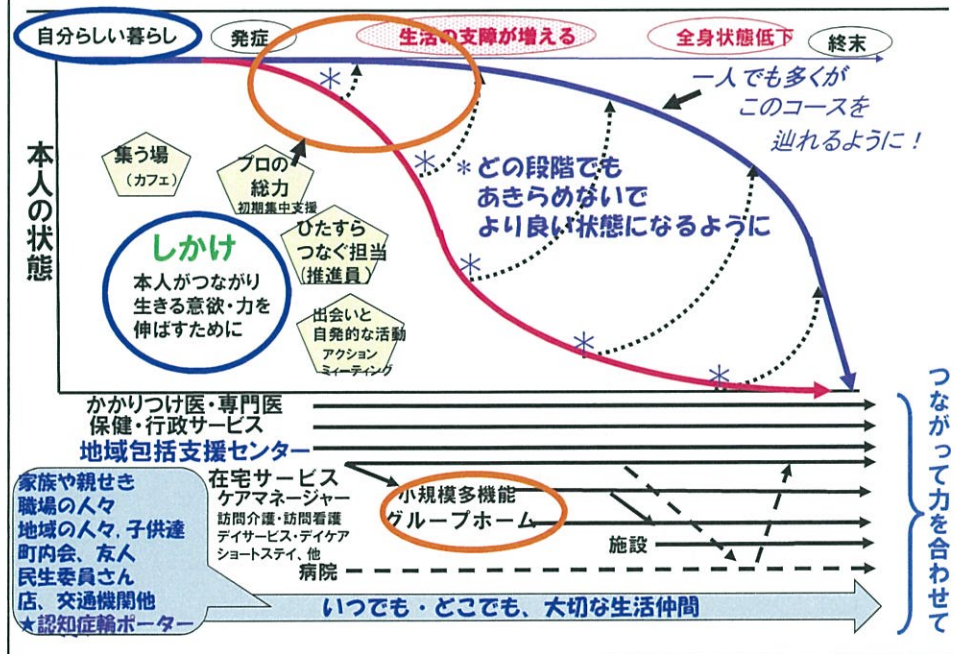 自分らしい暮らし
発症
生活の支障が増える
全身状態低下
終末
一人でも多くが
このコースを
辿れるように！
本人の状態
集う場
（カフェ）
プロの
総力
初期集中支援
＊どの段階でも
あきらめないで
より良い状態になるように
しかけ
本人がつながり
生きる意欲・力を
伸ばすために
ひたすら
つなぐ担当
（推進員）
出会いと
自発的な活動
アクション
ミィーティング
かかりつけ医・専門医
保健・行政サービス
地域包括支援センター
在宅サービス
ケアマネージャー
訪問介護・訪問看護
デイサービス・デイケア
ショートステイ、他
小規模多機能
グループホーム
施設
病院
家族や親せき
職場の人々
地域の人々，子供達
町内会、友人
民生委員さん
店、交通機関他
★認知症輪ポーター
いつでも・どこでも、大切な生活仲間
つながって力を合わせて